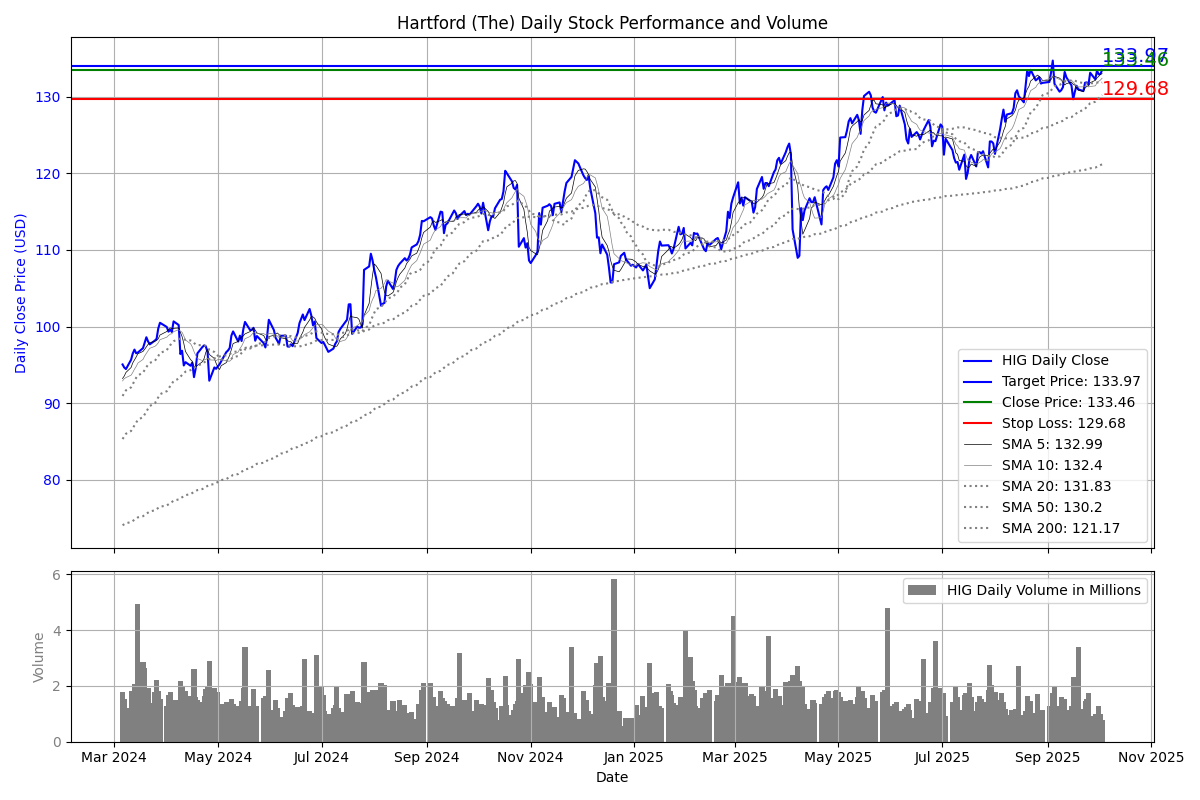 Hartford (The) Daily Stock Performance and Volume
133.97
133.46
129.68
Daily Close Price (USD)
130
120
110
100
90
80
HIG Daily Close
Target Price: 133.97
Close Price: 133.46
Stop Loss: 129.68
SMA 5: 132.99
SMA 10: 132.4
SMA 20: 131.83
SMA 50: 130.2
SMA 200: 121.17
Volume
6
4
2
0
HIG Daily Volume in Millions
Mar 2024 May 2024 Jul 2024 Sep 2024 Nov 2024 Jan 2025 Mar 2025 May 2025 Jul 2025 Sep 2025 Nov 2025
Date